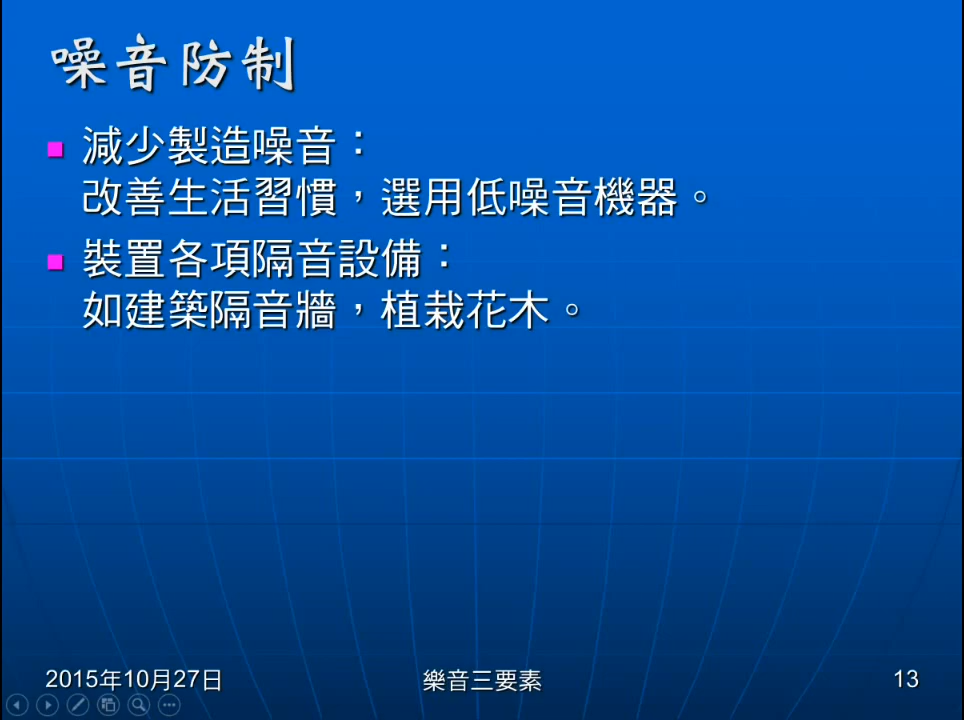 噪音防制
減少製造噪音：
改善生活習慣，選用低噪音機器。
裝置各項隔音設備：
如建築隔音牆，植栽花木。
2015年10月27日
樂音三要素
13